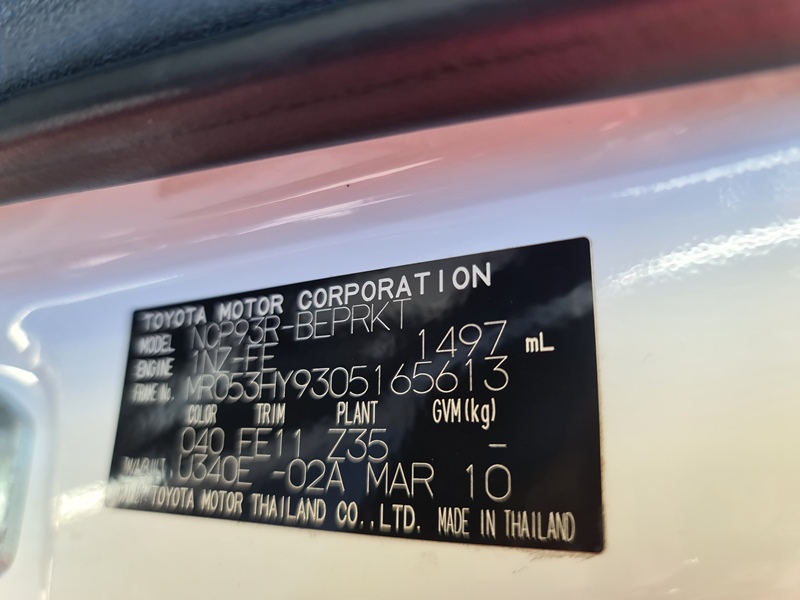 TOYOTA MOTOR CORPORATION
MODEL NCP93R-BEPRKT
ENGINE 1NZ-FE 1497 mL
FRAME No. MR053HY9305165613
COLOR TRIM PLANT GVM(kg)
040 FE11 Z35 -
U340E -02A MAR 10
TOYOTA MOTOR THAILAND CO.,LTD. MADE IN THAILAND